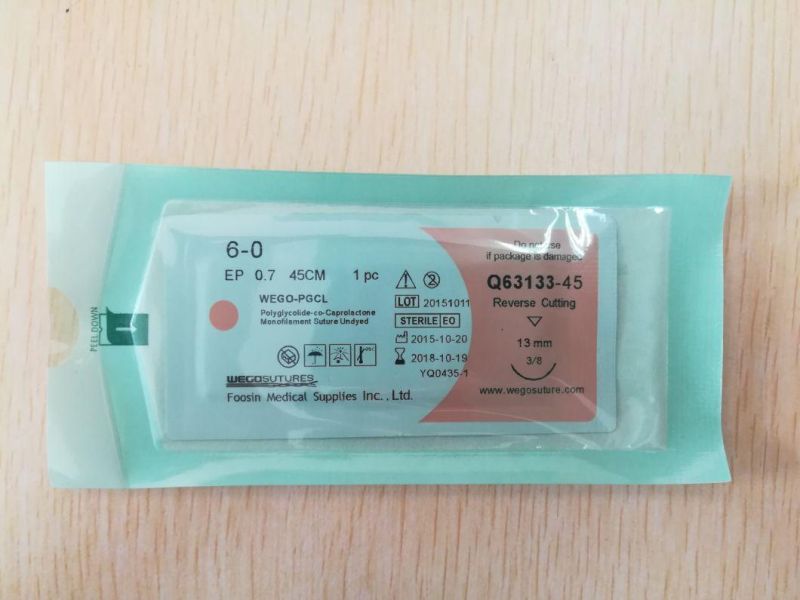 PEEL DOWN
6-0
EP 0.7 45CM 1 pc
WEGO-PGCL
Polyglycolide-co-Caprolactone
Monofilament Suture Undyed
LOT 20151011
STERILE EO
2015-10-20
2018-10-19
YQ0435-1
WEGOSUTURES
Foosin Medical Supplies Inc., Ltd.
Do not use
if package is damaged
Q63133-45
Reverse Cutting
13 mm
3/8
www.wegosuture.com